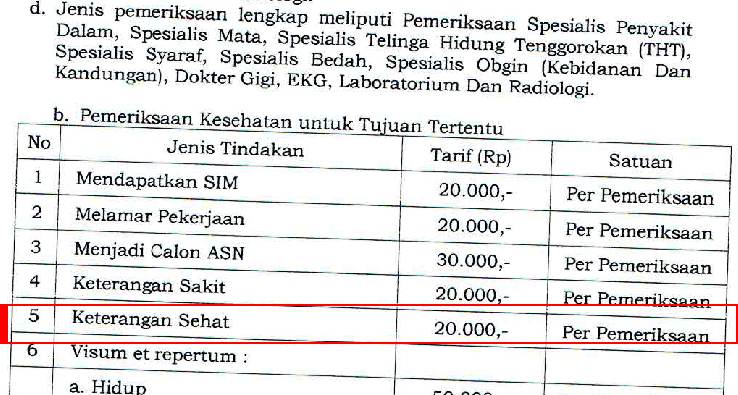 d. Jenis pemeriksaan lengkap meliputi Pemeriksaan Spesialis Penyakit
Dalam, Spesialis Mata, Spesialis Telinga Hidung Tenggorokan (THT),
Spesialis Syaraf, Spesialis Bedah, Spesialis Obgin (Kebidanan Dan
Kandungan), Dokter Gigi, EKG, Laboratorium Dan Radiologi.
b. Pemeriksaan Kesehatan untuk Tujuan Tertentu
No Jenis Tindakan Tarif (Rp) Satuan
1 Mendapatkan SIM 20.000,- Per Pemeriksaan
2 Melamar Pekerjaan 20.000,- Per Pemeriksaan
3 Menjadi Calon ASN 30.000,- Per Pemeriksaan
4 Keterangan Sakit 20.000,- Per Pemeriksaan
5 Keterangan Sehat 20.000,- Per Pemeriksaan
6 Visum et repertum :
a. Hidup